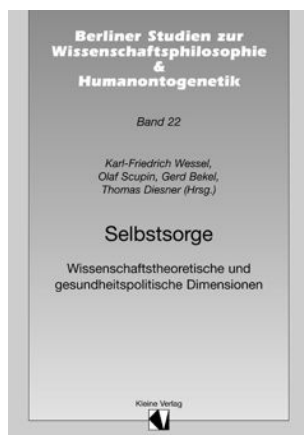 Berliner Studien zur
Wissenschaftsphilosophie
&
Humanontogenetik
Band 22
Karl-Friedrich Wessel,
Olaf Scupin, Gerd Bekel,
Thomas Diesner (Hrsg.)
Selbstsorge
Wissenschaftstheoretische und
gesundheitspolitische Dimensionen
Kleine Verlag